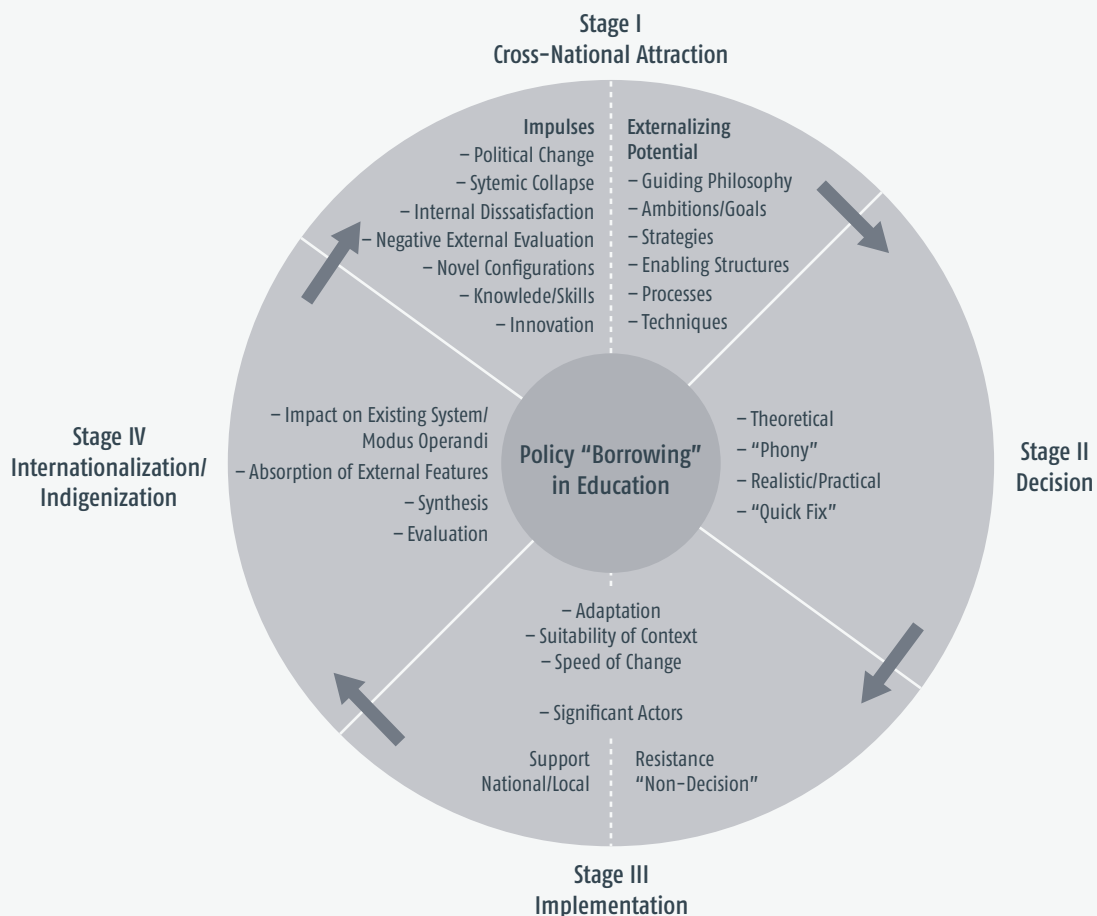 Stage I
Cross-National Attraction
Impulses
– Political Change
– Sytemic Collapse
– Internal Disssatisfaction
– Negative External Evaluation
– Novel Configurations
– Knowlede/Skills
– Innovation
Externalizing
Potential
– Guiding Philosophy
– Ambitions/Goals
– Strategies
– Enabling Structures
– Processes
– Techniques
Policy “Borrowing”
in Education
– Theoretical
– “Phony”
– Realistic/Practical
– “Quick Fix”
Stage II
Decision
– Adaptation
– Suitability of Context
– Speed of Change
– Significant Actors
Support
National/Local
Resistance
“Non-Decision”
Stage III
Implementation
– Impact on Existing System/
Modus Operandi
– Absorption of External Features
– Synthesis
– Evaluation
Stage IV
Internationalization/
Indigenization